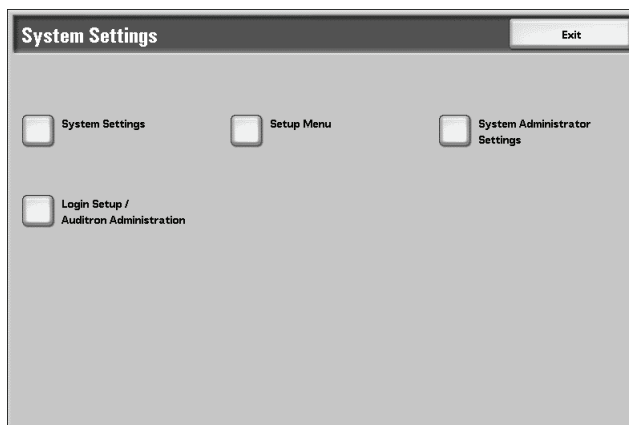 System Settings
Exit
System Settings
Setup Menu
System Administrator
Settings
Login Setup /
Auditron Administration